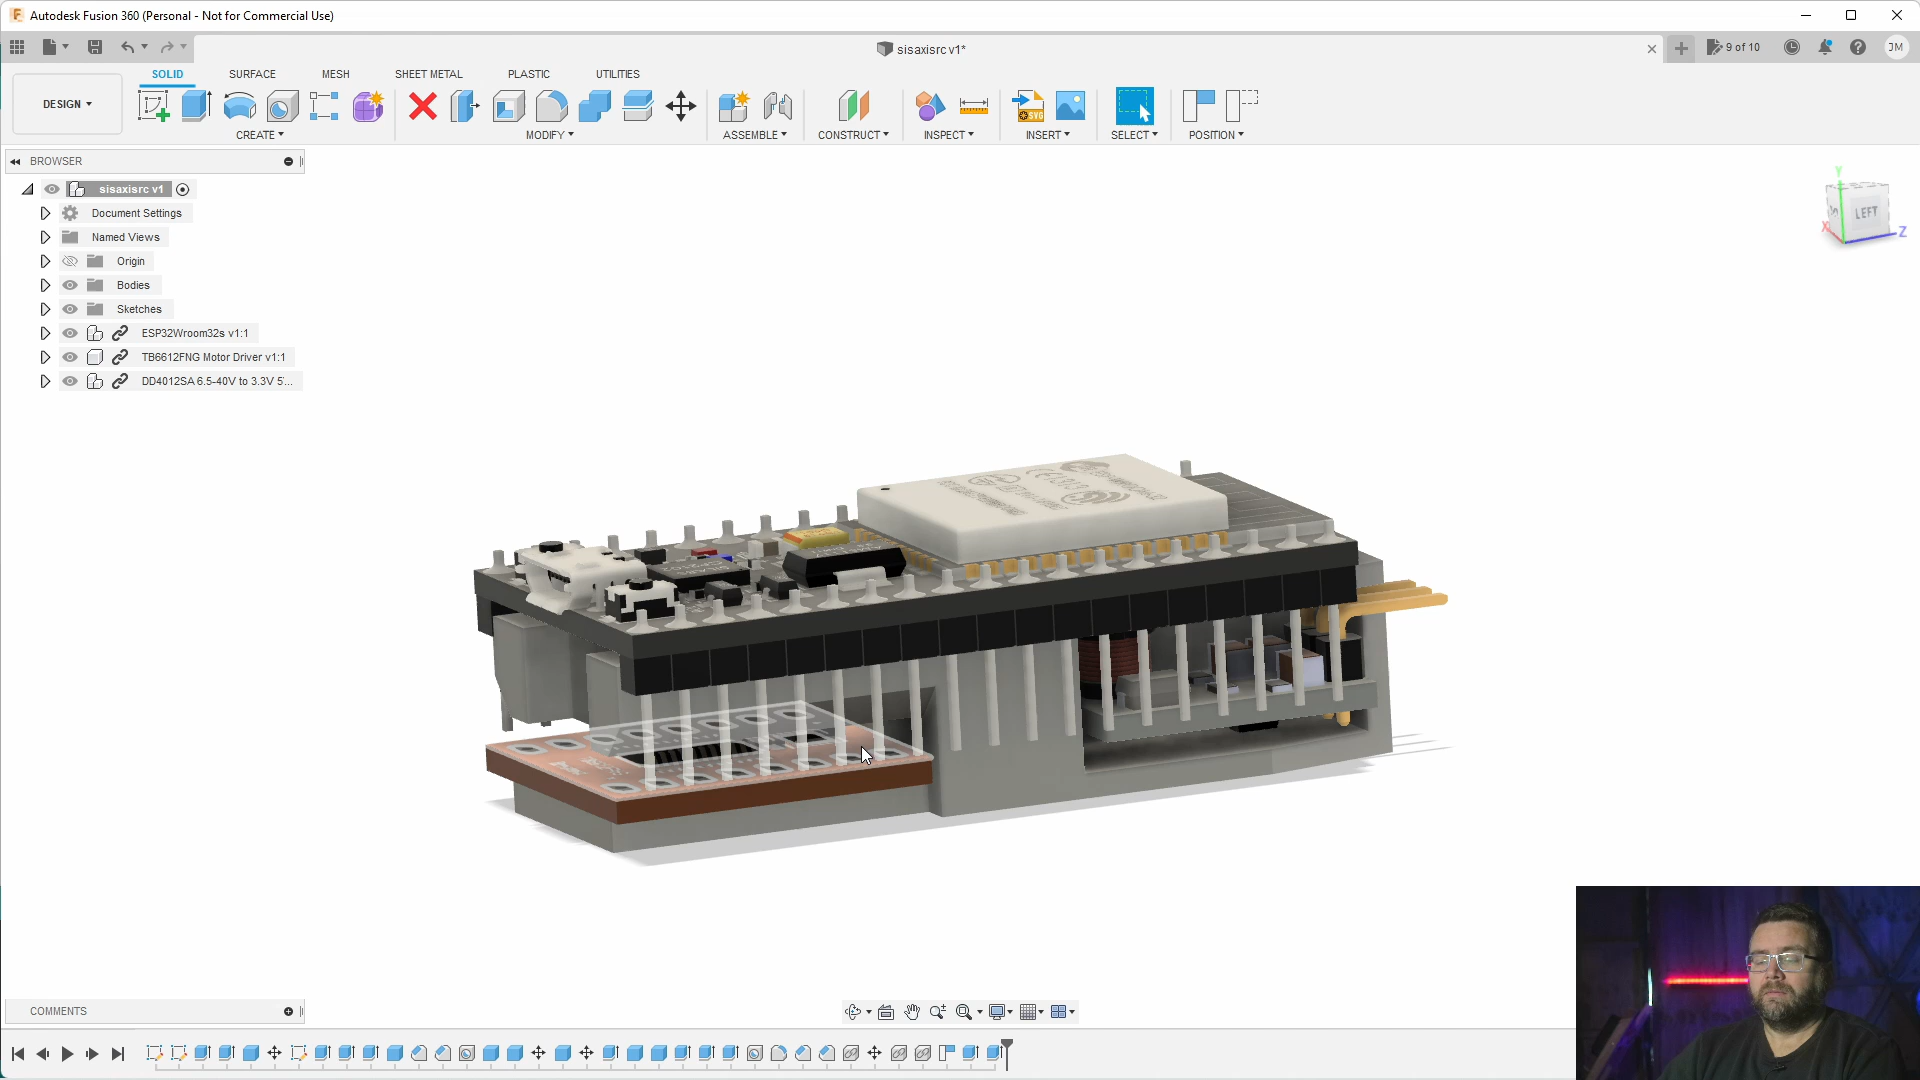 Autodesk Fusion 360 (Personal - Not for Commercial Use)
sisaxisrc v1*
9 of 10
JM
DESIGN
SOLID
SURFACE
MESH
SHEET METAL
PLASTIC
UTILITIES
CREATE
MODIFY
ASSEMBLE
CONSTRUCT
INSPECT
INSERT
SELECT
POSITION
SVG
BROWSER
sisaxisrc v1
Document Settings
Named Views
Origin
Bodies
Sketches
ESP32Wroom32s v1:1
TB6612FNG Motor Driver v1:1
DD4012SA 6.5-40V to 3.3V 5'...
Y
LEFT
X
Z
COMMENTS